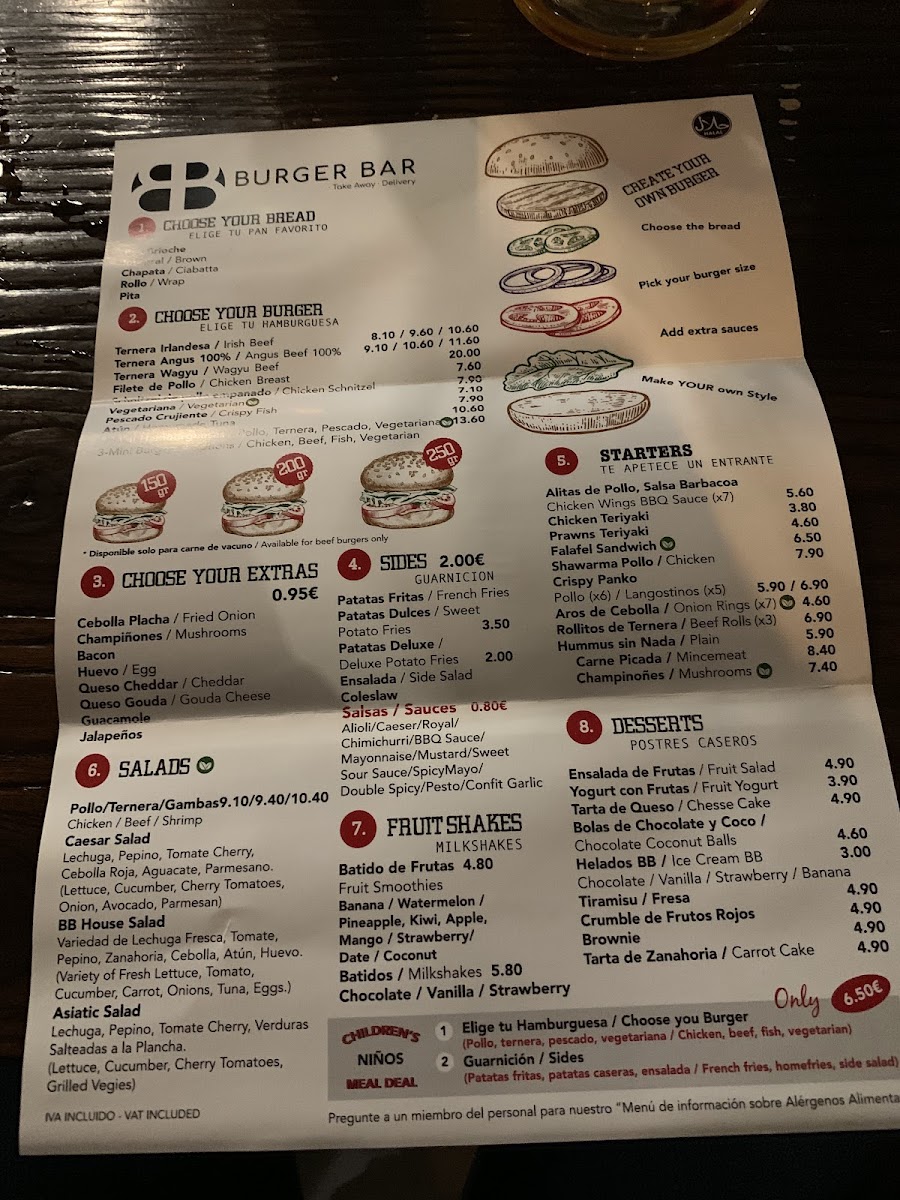 BURGER BAR
Take Away · Delivery
حلال
HALAL
CREATE YOUR
OWN BURGER
Choose the bread
Pick your burger size
Add extra sauces
Make YOUR own Style
1. CHOOSE YOUR BREAD
ELIGE TU PAN FAVORITO
/ Brown
Chapata / Ciabatta
Rollo / Wrap
Pita
2. CHOOSE YOUR BURGER
ELIGE TU HAMBURGUESA
Ternera Irlandesa / Irish Beef 8.10 / 9.60 / 10.60
Ternera Angus 100% / Angus Beef 100% 9.10 / 10.60 / 11.60
Ternera Wagyu / Wagyu Beef 20.00
Filete de Pollo / Chicken Breast 7.60
/ Chicken Schnitzel 7.90
Vegetariana / Vegetarian 7.10
Pescado Crujiente / Crispy Fish 7.90
Tuna 10.60
Pollo, Ternera, Pescado, Vegetariana 13.60
/ Chicken, Beef, Fish, Vegetarian
150 gr
200 gr
250 gr
* Disponible solo para carne de vacuno / Available for beef burgers only
3. CHOOSE YOUR EXTRAS
0.95€
Cebolla Placha / Fried Onion
Champiñones / Mushrooms
Bacon
Huevo / Egg
Queso Cheddar / Cheddar
Queso Gouda / Gouda Cheese
Guacamole
Jalapeños
4. SIDES 2.00€
GUARNICION
Patatas Fritas / French Fries
Patatas Dulces / Sweet
Potato Fries 3.50
Patatas Deluxe /
Deluxe Potato Fries 2.00
Ensalada / Side Salad
Coleslaw
Salsas / Sauces 0.80€
Alioli/Caeser/Royal/
Chimichurri/BBQ Sauce/
Mayonnaise/Mustard/Sweet
Sour Sauce/SpicyMayo/
Double Spicy/Pesto/Confit Garlic
5. STARTERS
TE APETECE UN ENTRANTE
Alitas de Pollo, Salsa Barbacoa
Chicken Wings BBQ Sauce (x7) 5.60
Chicken Teriyaki 3.80
Prawns Teriyaki 4.60
Falafel Sandwich 6.50
Shawarma Pollo / Chicken 7.90
Crispy Panko
Pollo (x6) / Langostinos (x5) 5.90 / 6.90
Aros de Cebolla / Onion Rings (x7) 4.60
Rollitos de Ternera / Beef Rolls (x3) 6.90
Hummus sin Nada / Plain 5.90
Carne Picada / Mincemeat 8.40
Champinoñes / Mushrooms 7.40
6. SALADS
Pollo/Ternera/Gambas9.10/9.40/10.40
Chicken / Beef / Shrimp
Caesar Salad
Lechuga, Pepino, Tomate Cherry,
Cebolla Roja, Aguacate, Parmesano.
(Lettuce, Cucumber, Cherry Tomatoes,
Onion, Avocado, Parmesan)
BB House Salad
Variedad de Lechuga Fresca, Tomate,
Pepino, Zanahoria, Cebolla, Atún, Huevo.
(Variety of Fresh Lettuce, Tomato,
Cucumber, Carrot, Onions, Tuna, Eggs.)
Asiatic Salad
Lechuga, Pepino, Tomate Cherry, Verduras
Salteadas a la Plancha.
(Lettuce, Cucumber, Cherry Tomatoes,
Grilled Vegies)
7. FRUIT SHAKES
MILKSHAKES
Batido de Frutas 4.80
Fruit Smoothies
Banana / Watermelon /
Pineapple, Kiwi, Apple,
Mango / Strawberry/
Date / Coconut
Batidos / Milkshakes 5.80
Chocolate / Vanilla / Strawberry
8. DESSERTS
POSTRES CASEROS
Ensalada de Frutas / Fruit Salad 4.90
Yogurt con Frutas / Fruit Yogurt 3.90
Tarta de Queso / Chesse Cake 4.90
Bolas de Chocolate y Coco /
Chocolate Coconut Balls 4.60
Helados BB / Ice Cream BB 3.00
Chocolate / Vanilla / Strawberry / Banana
Tiramisu / Fresa 4.90
Crumble de Frutos Rojos 4.90
Brownie 4.90
Tarta de Zanahoria / Carrot Cake 4.90
CHILDREN'S
NIÑOS
MEAL DEAL
Only 6.50€
1 Elige tu Hamburguesa / Choose you Burger
(Pollo, ternera, pescado, vegetariana / Chicken, beef, fish, vegetarian)
2 Guarnición / Sides
(Patatas fritas, patatas caseras, ensalada / French fries, homefries, side salad)
IVA INCLUIDO - VAT INCLUDED
Pregunte a un miembro del personal para nuestro "Menú de información sobre Alérgenos Alimenta